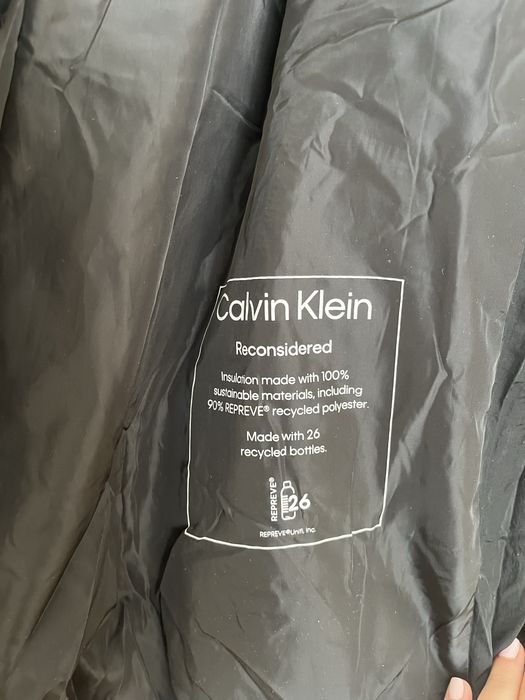 Calvin Klein
Reconsidered
Insulation made with 100%
sustainable materials, including
90% REPREVE® recycled polyester.
Made with 26
recycled bottles.
REPREVE®
26
REPREVE®Unifi, Inc.